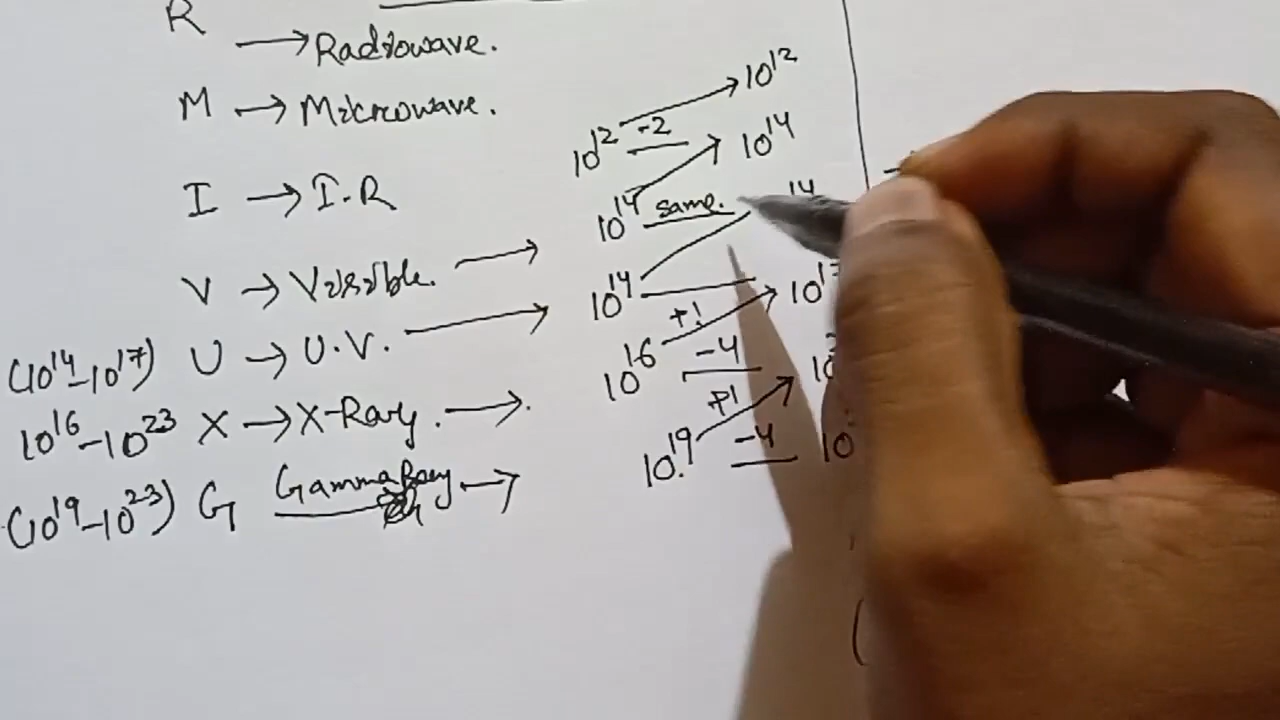 R → Radiowave.
M → Microwave.
10^12 -2 → 10^12
I → I.R
→ 10^14
10^14 same.
V → Visible. →
10^14
U → U.V. →
(10^14-10^17)
+1 →
10^16 -4
X → X-Ray. →
10^16-10^23
+1 →
10^19 -4
G Gamma Ray →
(10^19-10^23)